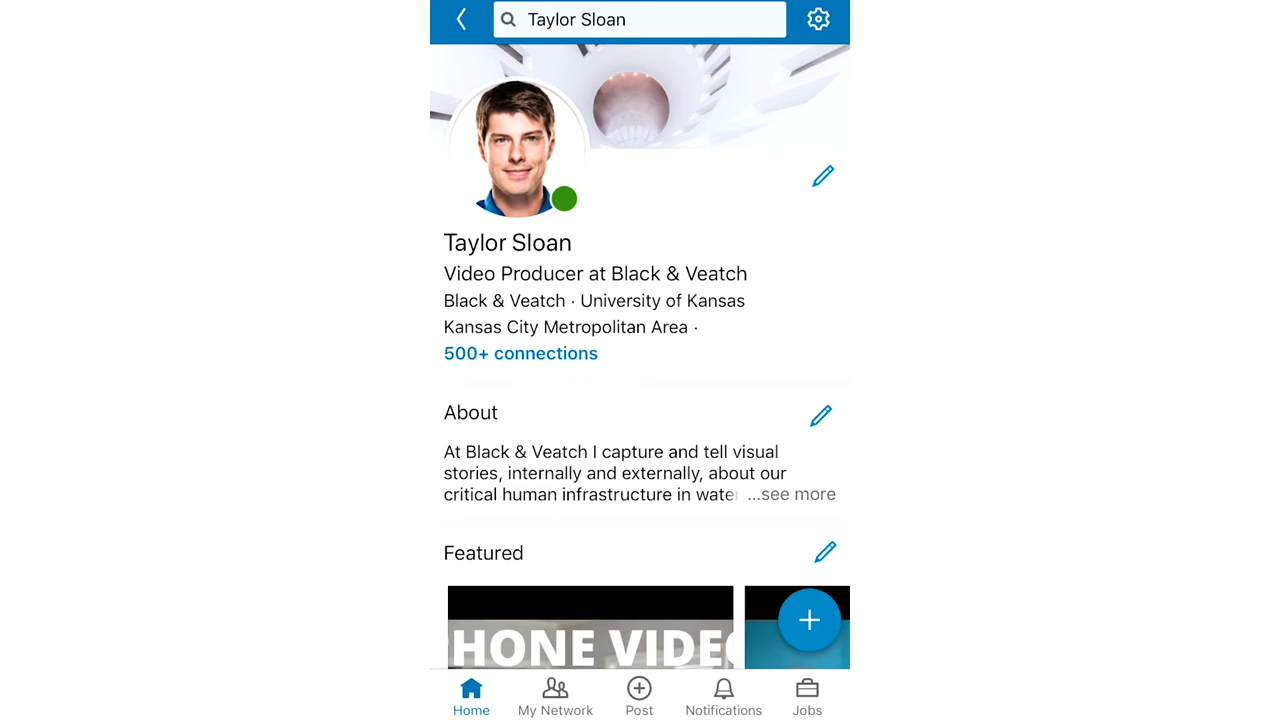 Taylor Sloan
Taylor Sloan
Video Producer at Black & Veatch
Black & Veatch · University of Kansas
Kansas City Metropolitan Area ·
500+ connections
About
At Black & Veatch I capture and tell visual
stories, internally and externally, about our
critical human infrastructure in wate ...see more
Featured
HONE VIDEO
Home
My Network
Post
Notifications
Jobs